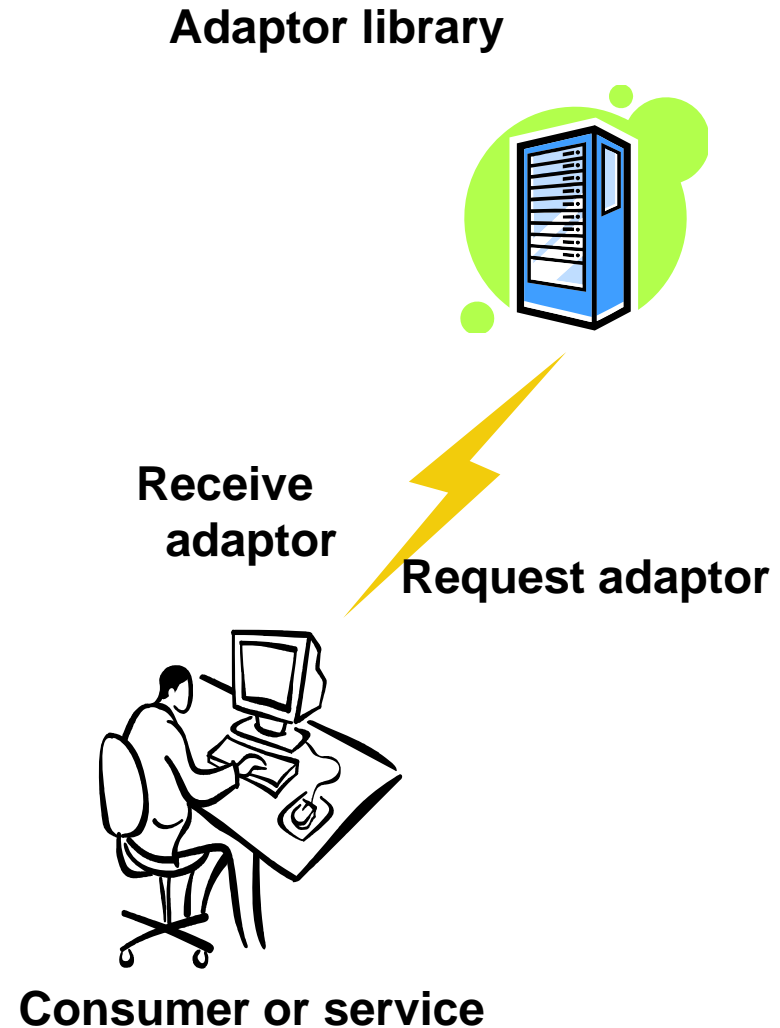 Adaptor library
Receive
adaptor
Request adaptor
Consumer or service